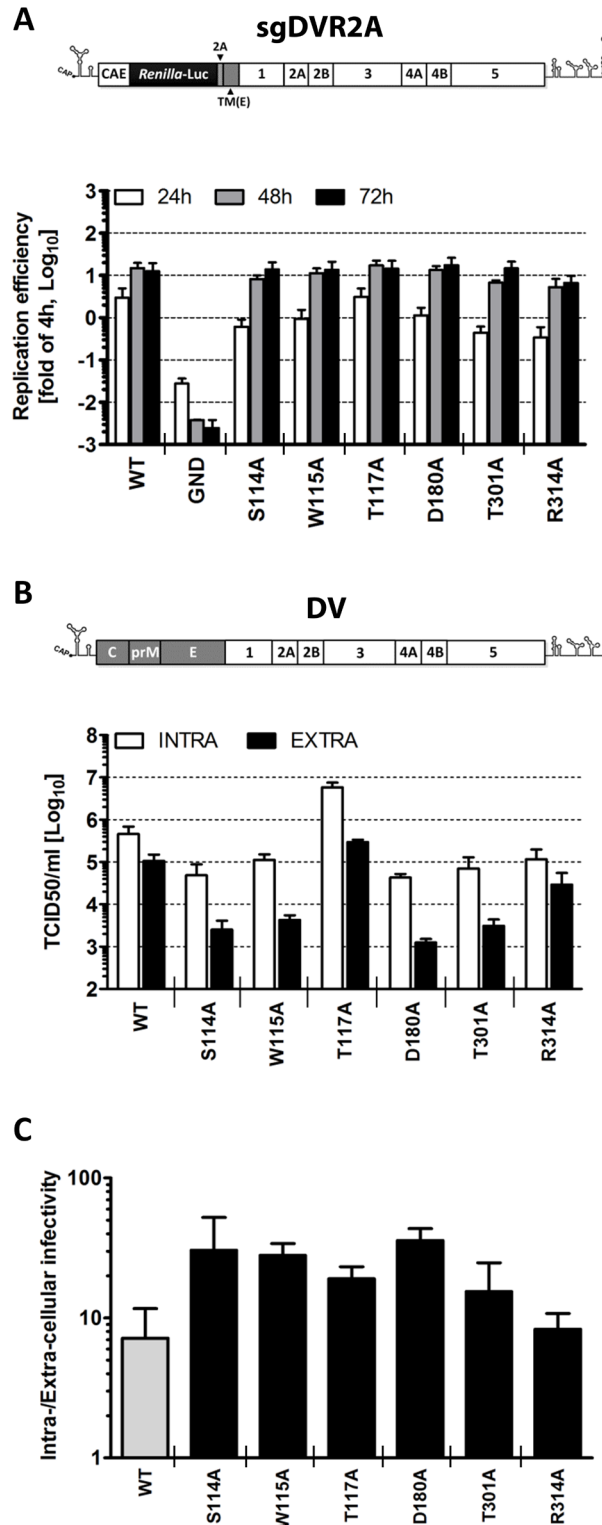 A
sgDVR2A
2A
CAP
CAE Renilla-Luc 1 2A 2B 3 4A 4B 5
TM(E)
24h 48h 72h
Replication efficiency
[fold of 4h, Log10]
3
2
1
0
-1
-2
-3
WT GND S114A W115A T117A D180A T301A R314A
B
DV
CAP
C prM E 1 2A 2B 3 4A 4B 5
INTRA EXTRA
TCID50/ml [Log10]
8
7
6
5
4
3
2
WT S114A W115A T117A D180A T301A R314A
C
Intra-/Extra-cellular infectivity
100
10
1
WT S114A W115A T117A D180A T301A R314A